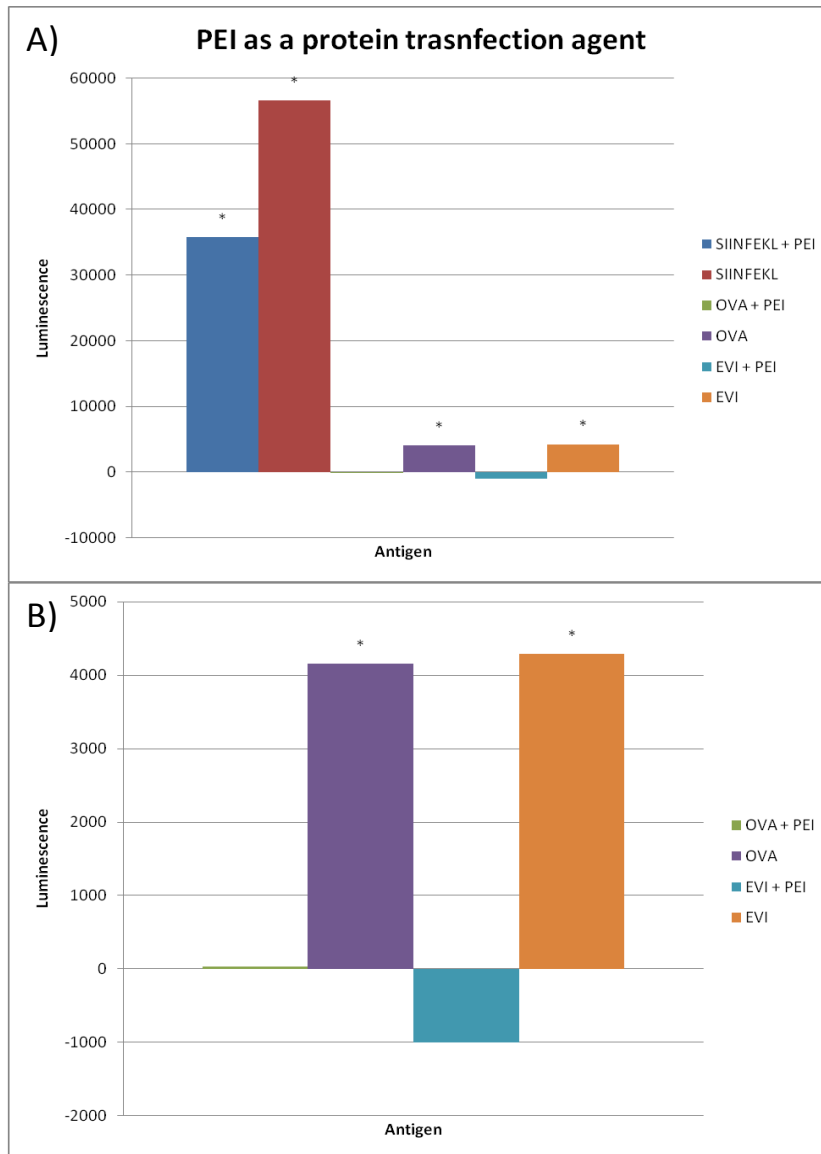 A)
PEI as a protein trasnfection agent
*
*
*
*
60000
50000
40000
30000
20000
10000
0
-10000
Luminescence
Antigen
SIINFEKL + PEI
SIINFEKL
OVA + PEI
OVA
EVI + PEI
EVI
B)
*
*
5000
4000
3000
2000
1000
0
-1000
-2000
Luminescence
Antigen
OVA + PEI
OVA
EVI + PEI
EVI